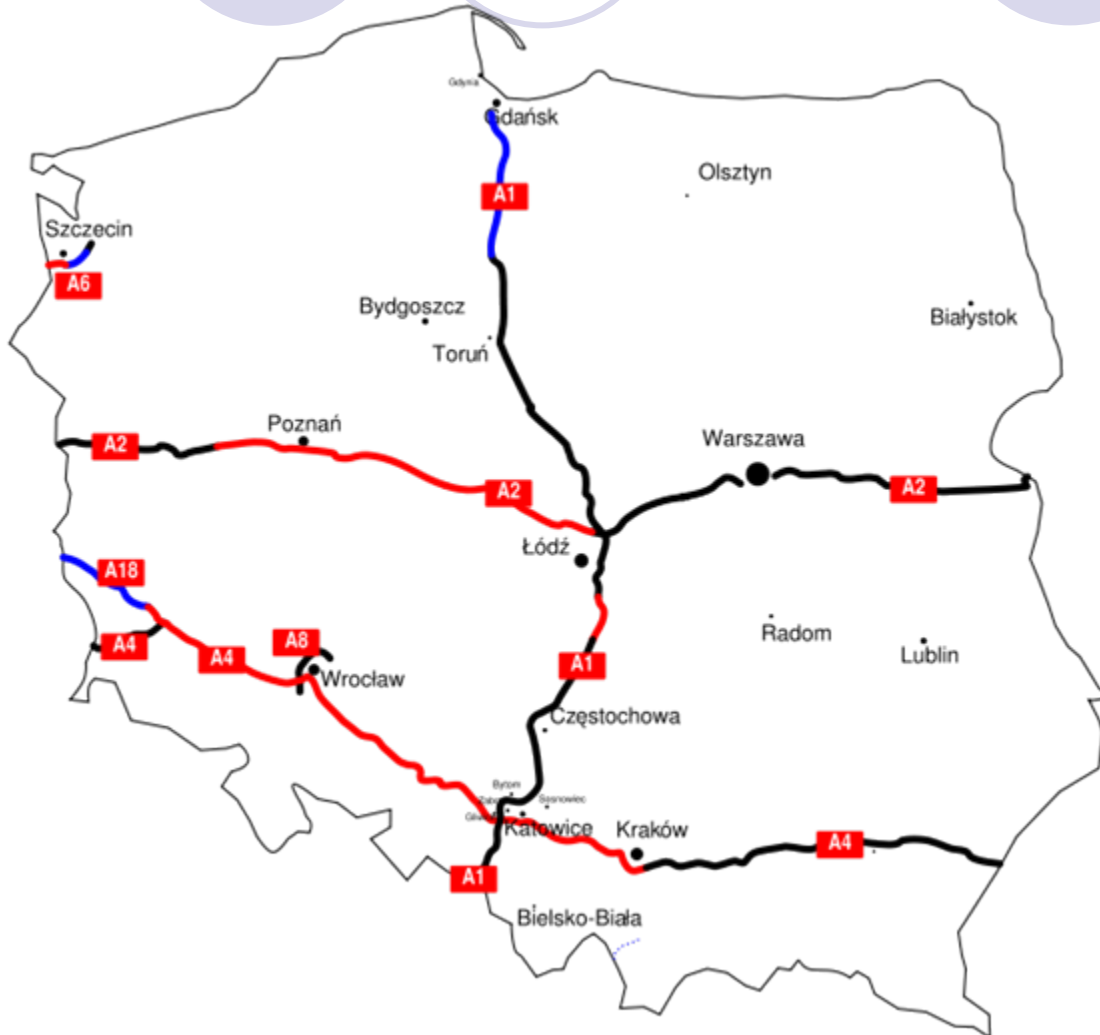 Gdynia
Gdańsk
A1
Olsztyn
Szczecin
A6
Bydgoszcz
Białystok
Toruń
Poznań
Warszawa
A2
A2
A2
Łódź
A18
A8
A4
A4
Radom
Lublin
A1
Wrocław
Częstochowa
Bytom
Sosnowiec
Katowice
Kraków
A4
A1
Bielsko-Biała